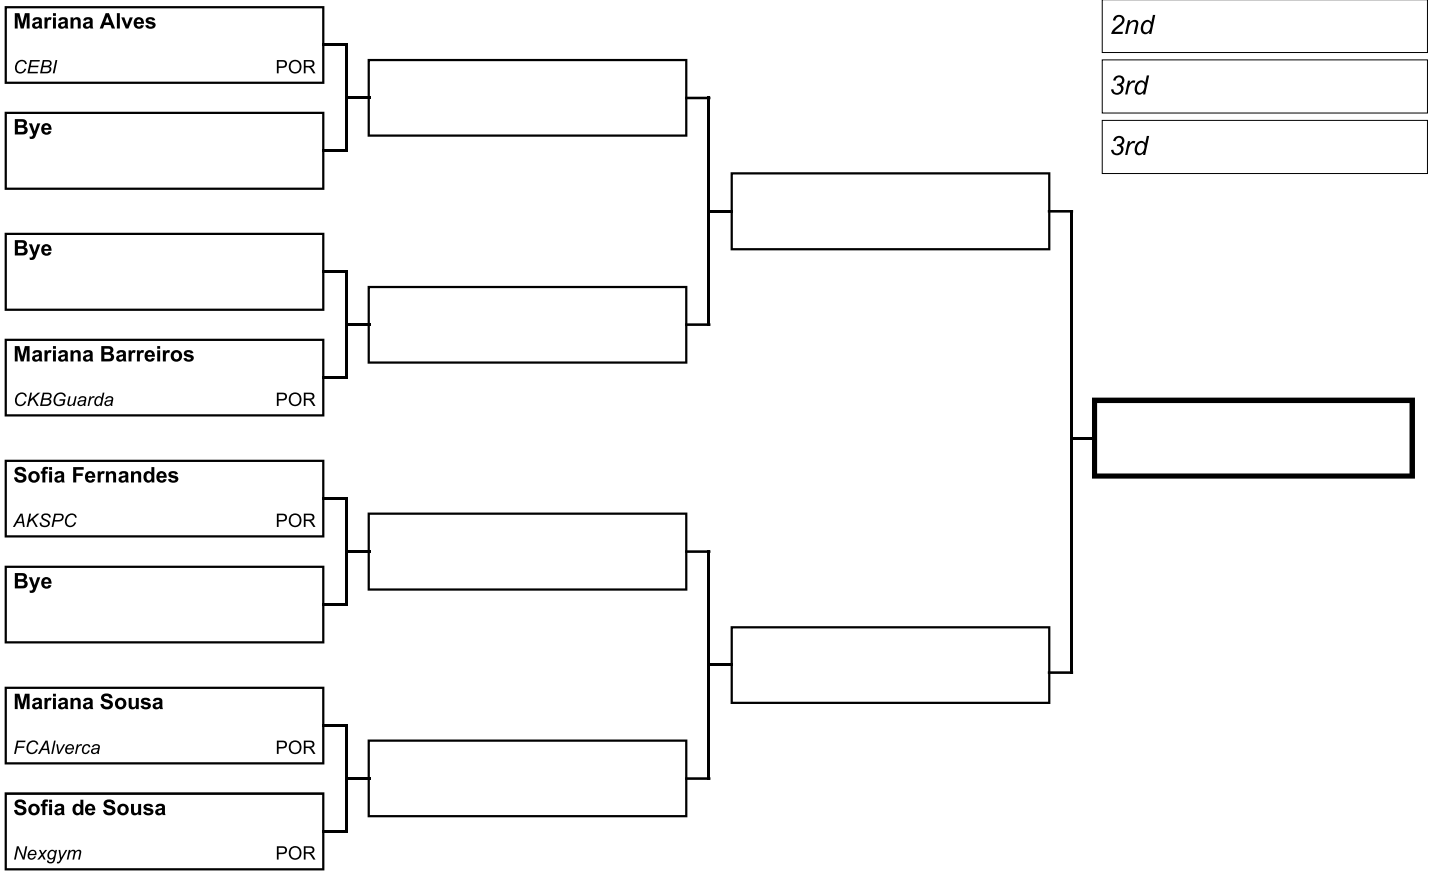 Mariana Alves
CEBI POR
Bye
Bye
Mariana Barreiros
CKBGuarda POR
Sofia Fernandes
AKSPC POR
Bye
Mariana Sousa
FCAlverca POR
Sofia de Sousa
Nexgym POR
2nd
3rd
3rd